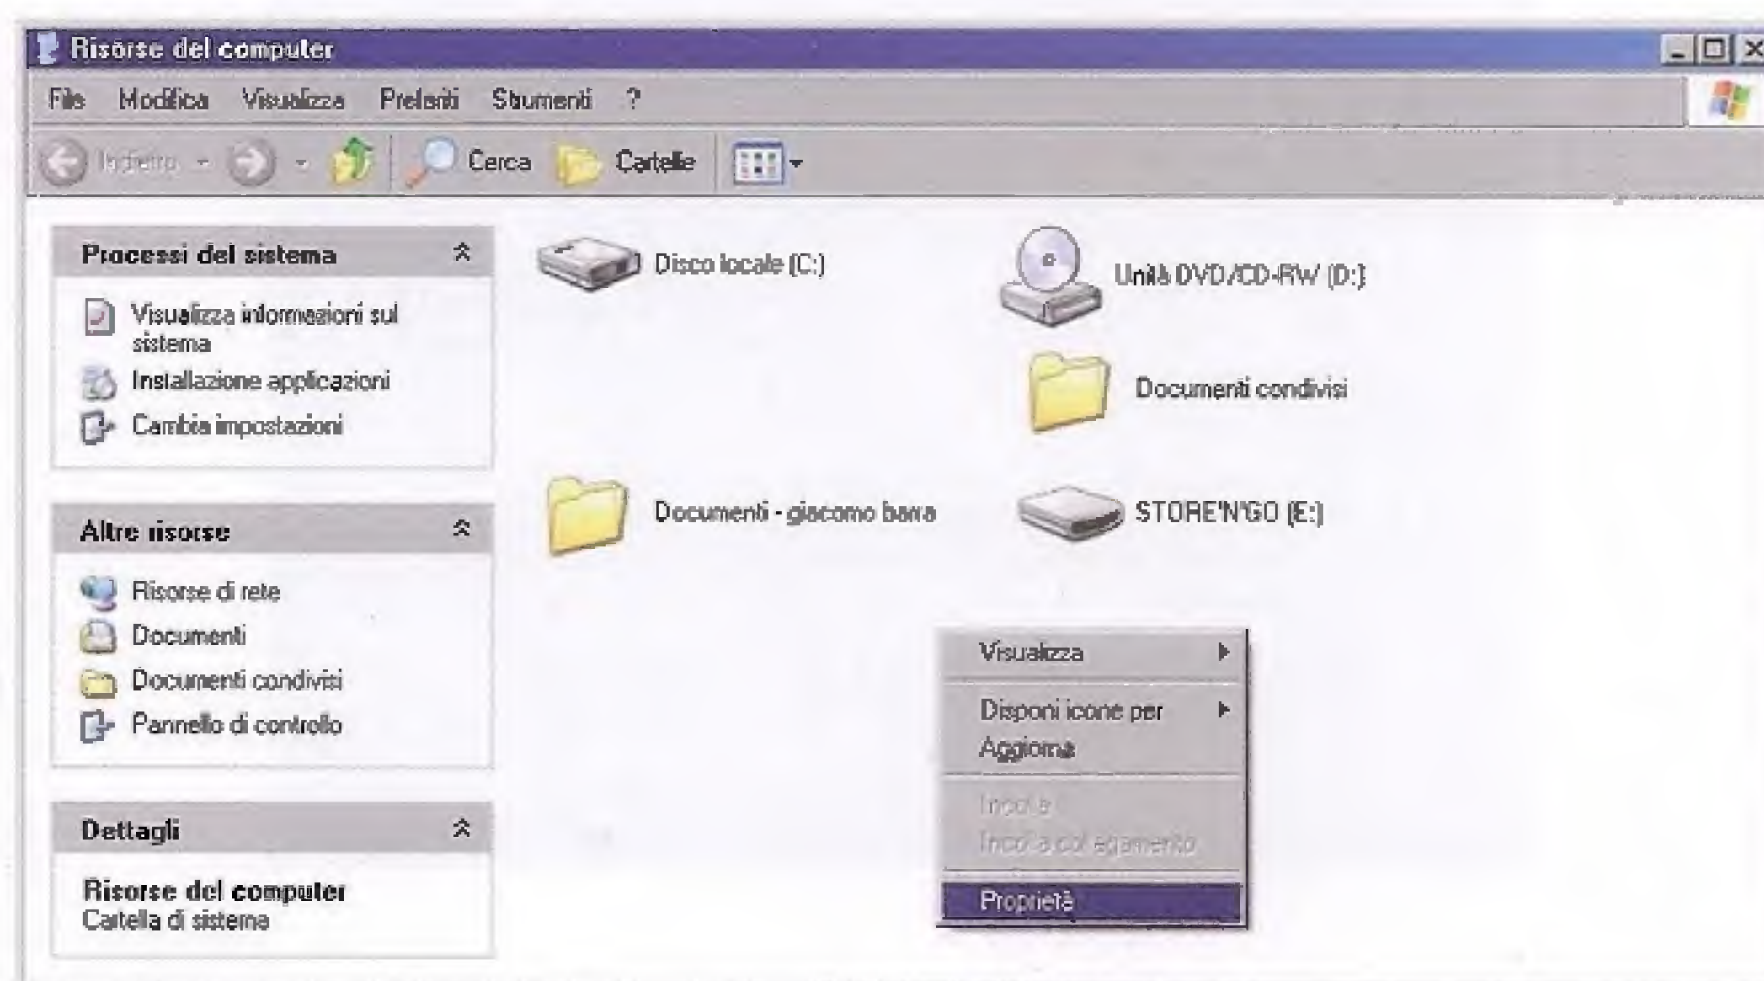 Risorse del computer
File Modifica Visualizza Preferiti Strumenti ?
Indietro Cerca Cartelle
Processi del sistema
Visualizza informazioni sul
sistema
Installazione applicazioni
Cambia impostazioni
Altre risorse
Risorse di rete
Documenti
Documenti condivisi
Pannello di controllo
Dettagli
Risorse del computer
Cartella di sistema
Disco locale (C:)
Unità DVD/CD-RW (D:)
Documenti condivisi
Documenti - giacomo barra
STORE'N'GO (E:)
Visualizza
Disponi icone per
Aggiorna
Incolla
Incolla collegamento
Proprietà